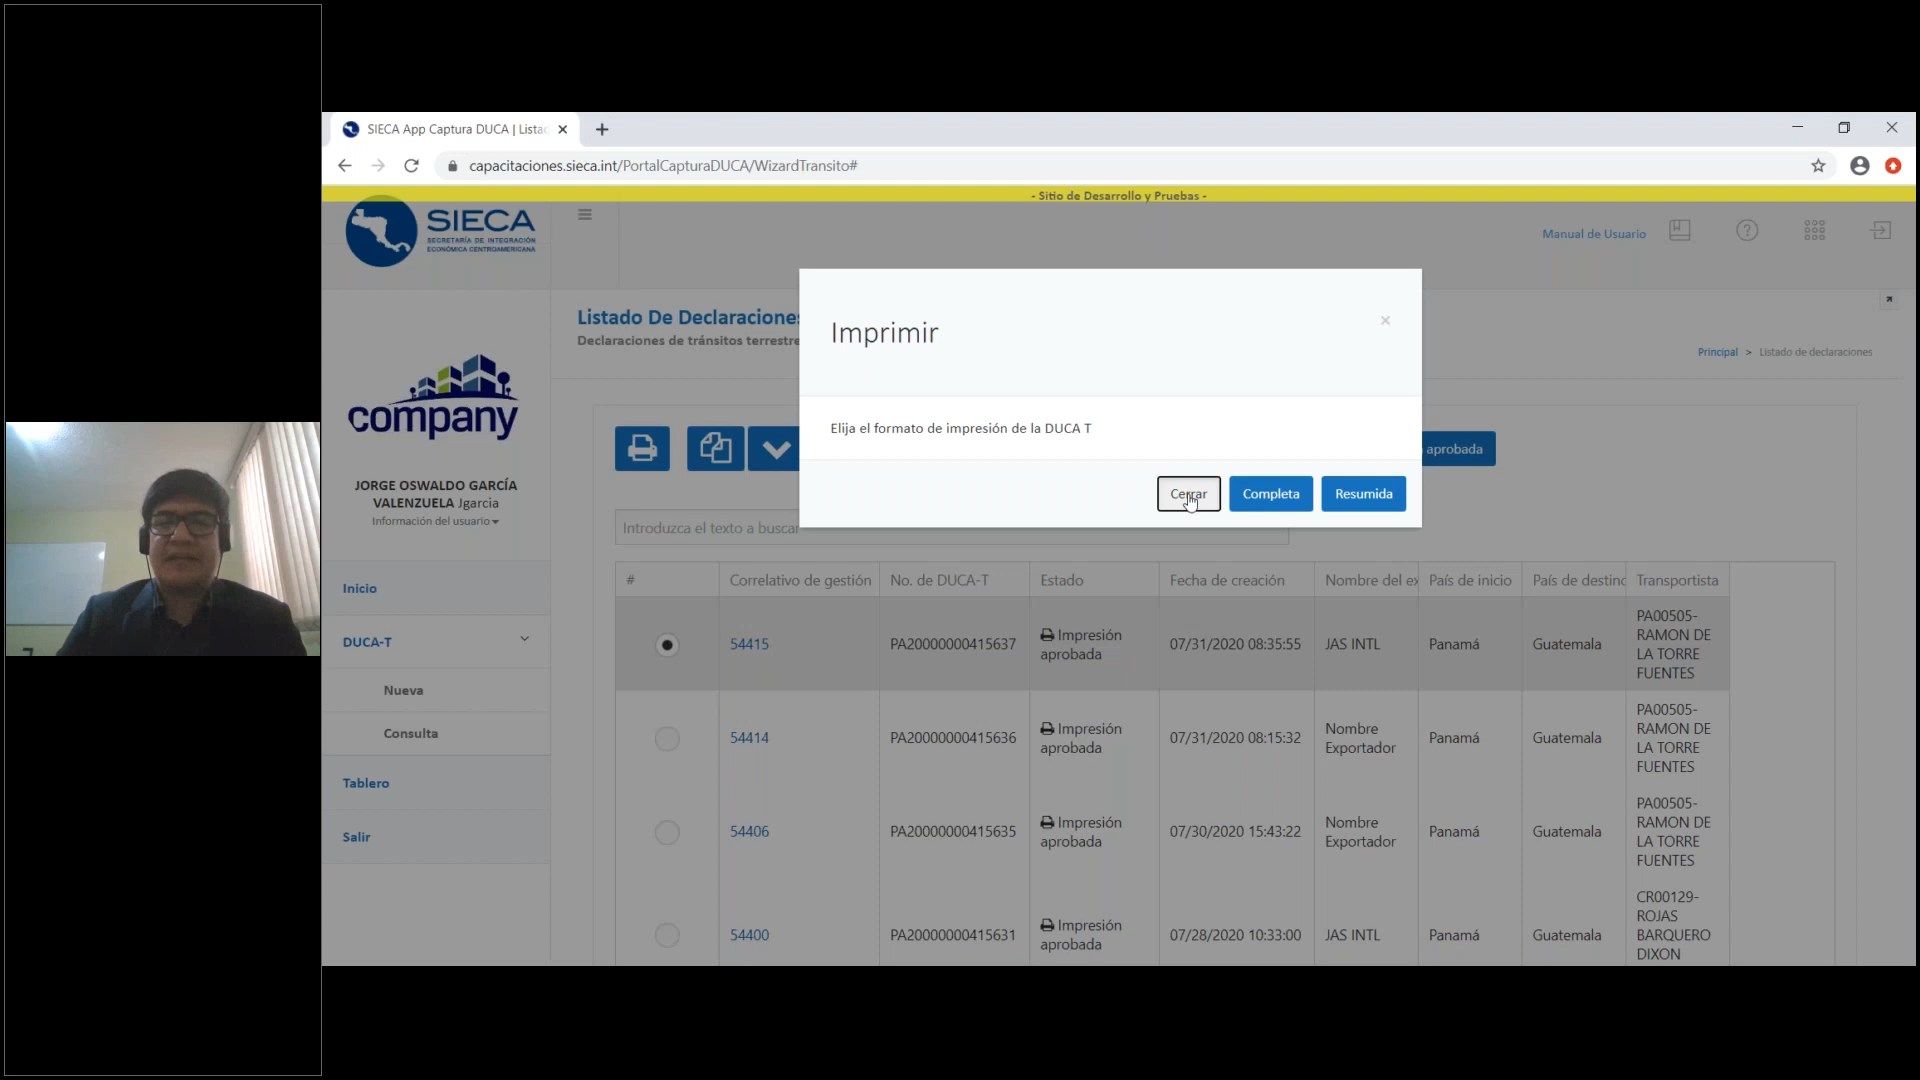 SIECA App Captura DUCA | Lista
capacitaciones.sieca.int/PortalCapturaDUCA/WizardTransito#
- Sitio de Desarrollo y Pruebas -
SIECA
SECRETARÍA DE INTEGRACIÓN
ECONÓMICA CENTROAMERICANA
Manual de Usuario
company
JORGE OSWALDO GARCÍA
VALENZUELA Jgarcia
Información del usuario
Inicio
DUCA-T
Nueva
Consulta
Tablero
Salir
Listado De Declaraciones
Declaraciones de tránsitos terrestre
Principal > Listado de declaraciones
Imprimir
×
Elija el formato de impresión de la DUCA T
Cerrar Completa Resumida
aprobada
Introduzca el texto a buscar
# Correlativo de gestión No. de DUCA-T Estado Fecha de creación Nombre del ex País de inicio País de destino Transportista
54415 PA20000000415637 Impresión aprobada 07/31/2020 08:35:55 JAS INTL Panamá Guatemala PA00505-
RAMON DE
LA TORRE
FUENTES
54414 PA20000000415636 Impresión aprobada 07/31/2020 08:15:32 Nombre Exportador Panamá Guatemala PA00505-
RAMON DE
LA TORRE
FUENTES
54406 PA20000000415635 Impresión aprobada 07/30/2020 15:43:22 Nombre Exportador Panamá Guatemala PA00505-
RAMON DE
LA TORRE
FUENTES
54400 PA20000000415631 Impresión aprobada 07/28/2020 10:33:00 JAS INTL Panamá Guatemala CR00129-
ROJAS
BARQUERO
DIXON